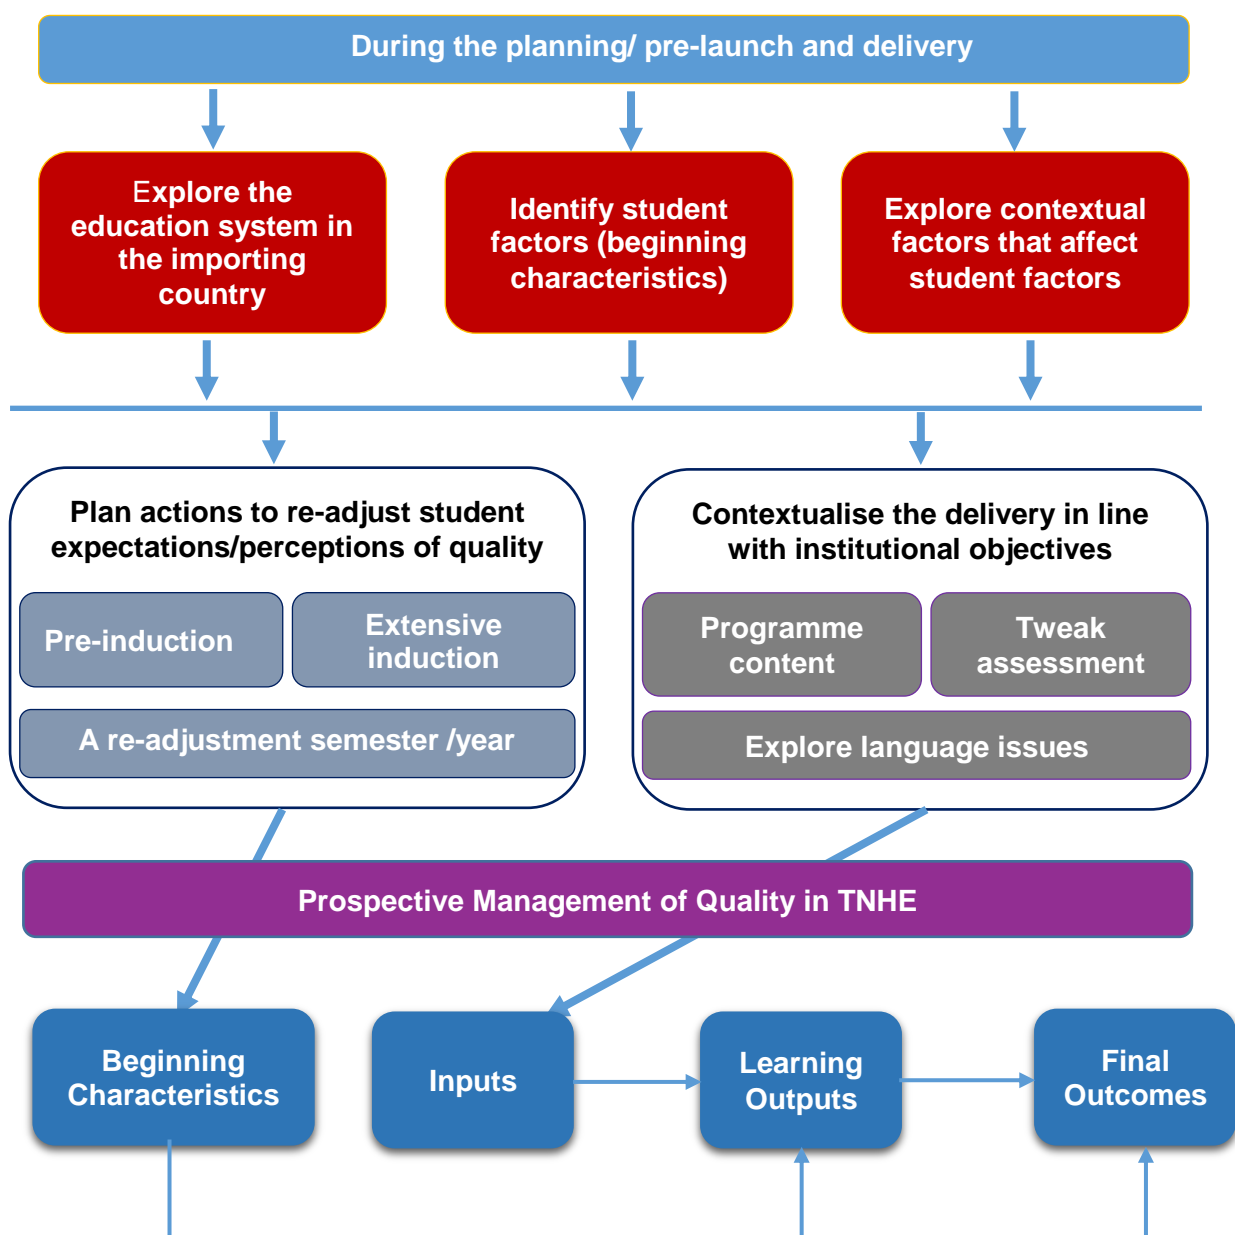 During the planning/ pre-launch and delivery
Explore the
education system in
the importing
country
Identify student
factors (beginning
characteristics)
Explore contextual
factors that affect
student factors
Plan actions to re-adjust student
expectations/perceptions of quality
Pre-induction
Extensive
induction
A re-adjustment semester /year
Contextualise the delivery in line
with institutional objectives
Programme
content
Tweak
assessment
Explore language issues
Prospective Management of Quality in TNHE
Beginning
Characteristics
Inputs
Learning
Outputs
Final
Outcomes